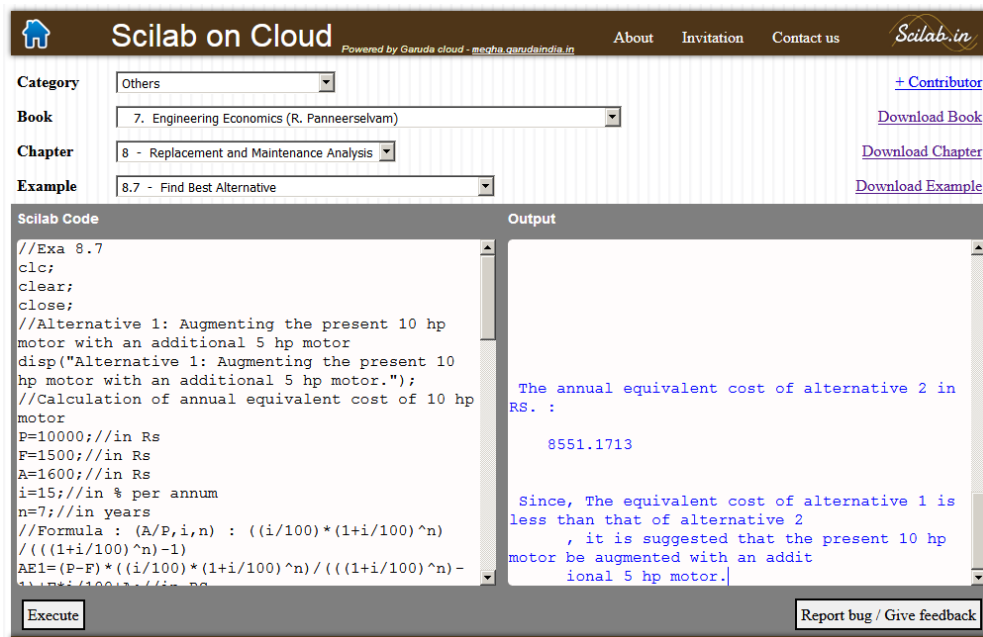 Scilab on Cloud Powered by Garuda cloud - megha.garudaindia.in About Invitation Contact us Scilab.in
Category Others + Contributor
Book 7. Engineering Economics (R. Panneerselvam) Download Book
Chapter 8 - Replacement and Maintenance Analysis Download Chapter
Example 8.7 - Find Best Alternative Download Example
Scilab Code
//Exa 8.7
clc;
clear;
close;
//Alternative 1: Augmenting the present 10 hp
motor with an additional 5 hp motor
disp("Alternative 1: Augmenting the present 10
hp motor with an additional 5 hp motor.");
//Calculation of annual equivalent cost of 10 hp
motor
P=10000;//in Rs
F=1500;//in Rs
A=1600;//in Rs
i=15;//in % per annum
n=7;//in years
//Formula : (A/P,i,n) : ((i/100)*(1+i/100)^n)
/(((1+i/100)^n)-1)
AE1=(P-F)*((i/100)*(1+i/100)^n)/(((1+i/100)^n)-
1)+F*i/100+A;//in RS
Output
The annual equivalent cost of alternative 2 in
RS. :
8551.1713
Since, The equivalent cost of alternative 1 is
less than that of alternative 2
, it is suggested that the present 10 hp
motor be augmented with an addit
ional 5 hp motor.
Execute
Report bug / Give feedback